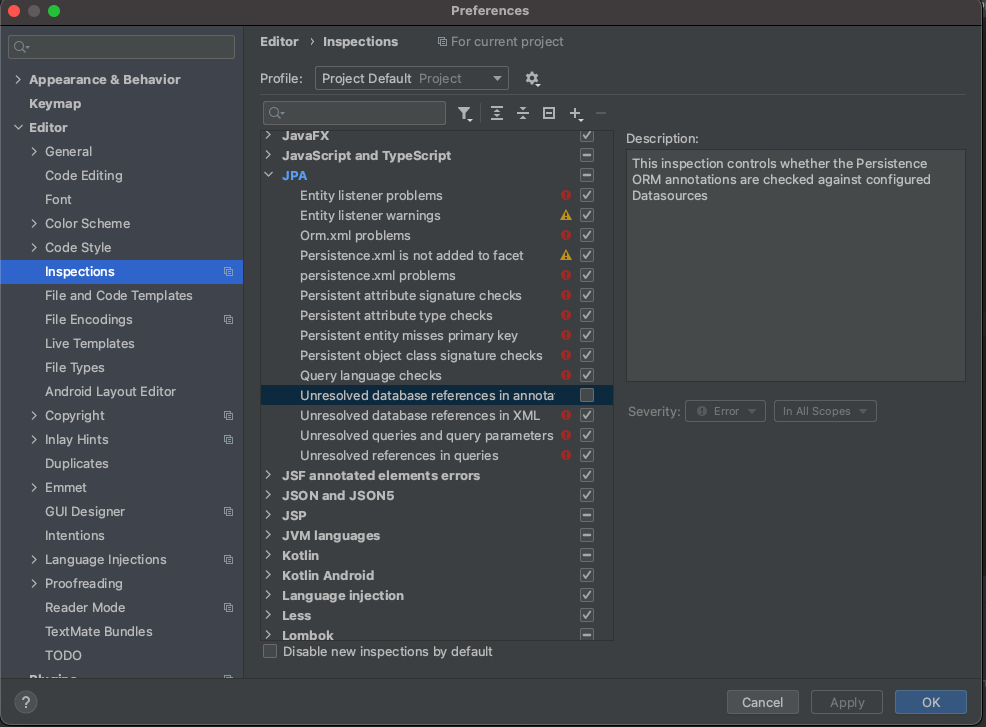 Preferences
Editor › Inspections
For current project
Appearance & Behavior
Keymap
Editor
General
Code Editing
Font
Color Scheme
Code Style
Inspections
File and Code Templates
File Encodings
Live Templates
File Types
Android Layout Editor
Copyright
Inlay Hints
Duplicates
Emmet
GUI Designer
Intentions
Language Injections
Proofreading
Reader Mode
TextMate Bundles
TODO
Plugins
Profile: Project Default Project
JavaFX
JavaScript and TypeScript
JPA
Entity listener problems
Entity listener warnings
Orm.xml problems
Persistence.xml is not added to facet
persistence.xml problems
Persistent attribute signature checks
Persistent attribute type checks
Persistent entity misses primary key
Persistent object class signature checks
Query language checks
Unresolved database references in annota
Unresolved database references in XML
Unresolved queries and query parameters
Unresolved references in queries
JSF annotated elements errors
JSON and JSON5
JSP
JVM languages
Kotlin
Kotlin Android
Language injection
Less
Lombok
Disable new inspections by default
Description:
This inspection controls whether the Persistence
ORM annotations are checked against configured
Datasources
Severity: Error In All Scopes
?
Cancel Apply OK